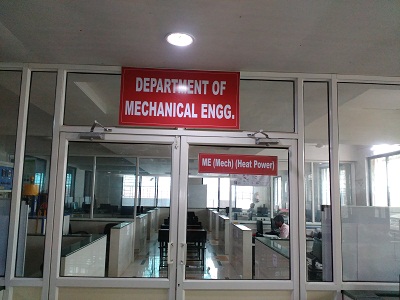 DEPARTMENT OF
MECHANICAL ENGG.
ME (Mech) (Heat Power)